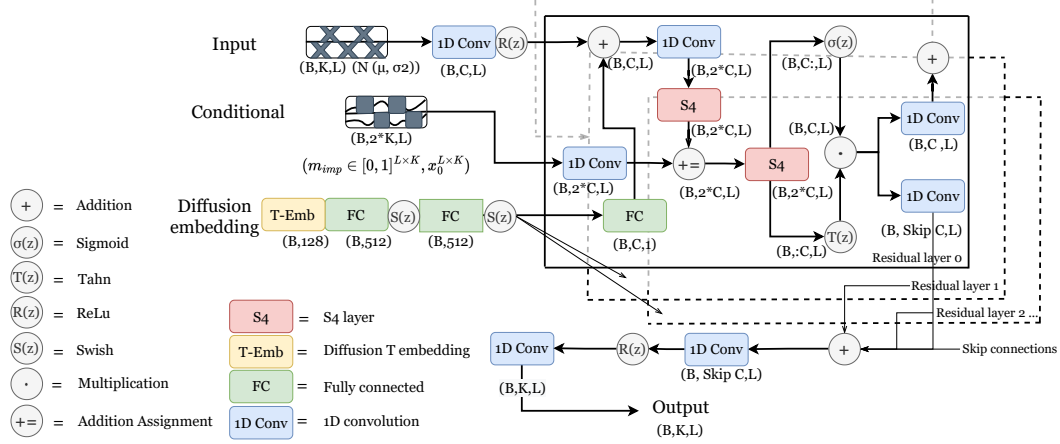 Input
(B,K,L) (N (μ, σ2))
1D Conv
(B,C,L)
R(z)
+
(B,C,L)
1D Conv
(B,2*C,L)
S4
(B,2*C,L)
σ(z)
(B,C:,L)
+
Conditional
(B,2*K,L)
(m_{imp} ∈ [0, 1]^{L×K}, x_0^{L×K})
1D Conv
(B,2*C,L)
+=
(B,2*C,L)
S4
(B,2*C,L)
(B,C,L)
·
1D Conv
(B,C ,L)
1D Conv
(B, Skip C,L)
T(z)
(B,:C,L)
Diffusion
embedding
T-Emb
(B,128)
FC
(B,512)
S(z)
FC
(B,512)
S(z)
FC
(B,C,1)
Residual layer 0
Residual layer 1
Residual layer 2 ...
Skip connections
+
1D Conv
(B, Skip C,L)
R(z)
1D Conv
(B,K,L)
Output
(B,K,L)
+ = Addition
σ(z) = Sigmoid
T(z) = Tahn
R(z) = ReLu
S(z) = Swish
· = Multiplication
+= = Addition Assignment
S4 = S4 layer
T-Emb = Diffusion T embedding
FC = Fully connected
1D Conv = 1D convolution